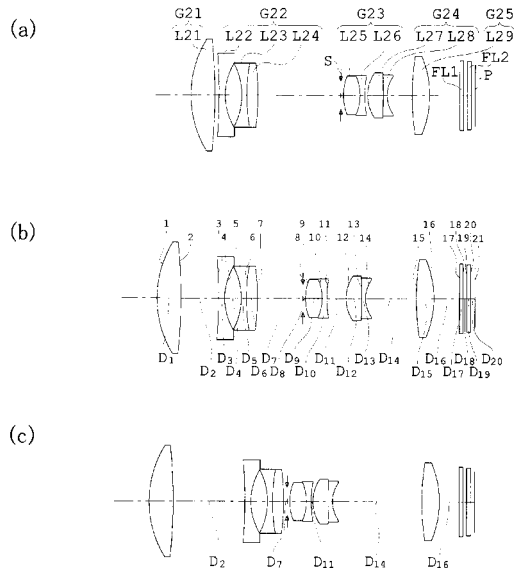 (a)
G21 G22 G23 G24 G25
L21 L22 L23 L24 L25 L26 L27 L28 L29
S FL1 FL2 P
(b)
1 2 3 4 5 6 7 8 9 10 11 12 13 14 15 16 17 18 19 20 21
D1 D2 D3 D4 D5 D6 D7 D8 D9 D10 D11 D12 D13 D14 D15 D16 D17 D18 D19 D20
(c)
D2 D7 D11 D14 D16